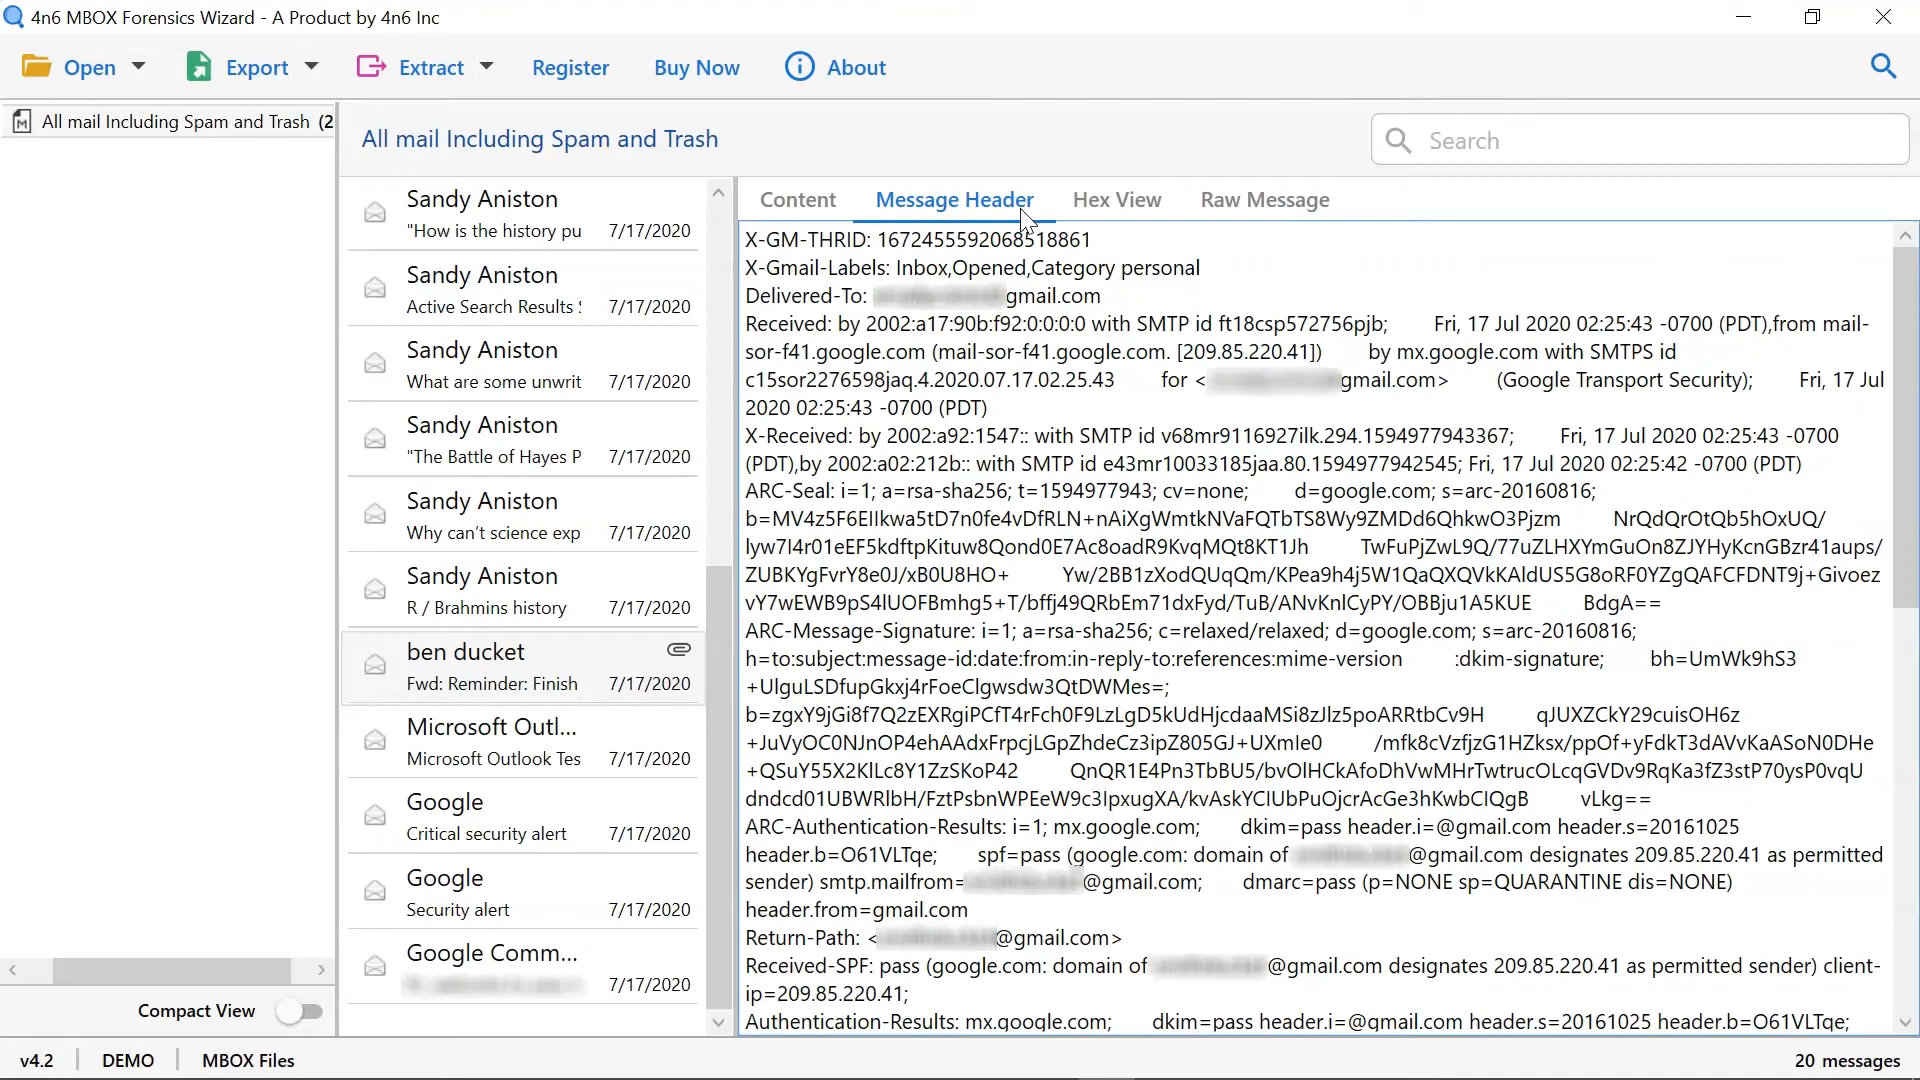 4n6 MBOX Forensics Wizard - A Product by 4n6 Inc
Open Export Extract Register Buy Now About
All mail Including Spam and Trash (2
All mail Including Spam and Trash
Search
Sandy Aniston
"How is the history pu 7/17/2020
Sandy Aniston
Active Search Results 7/17/2020
Sandy Aniston
What are some unwrit 7/17/2020
Sandy Aniston
"The Battle of Hayes P 7/17/2020
Sandy Aniston
Why can't science exp 7/17/2020
Sandy Aniston
R / Brahmins history 7/17/2020
ben ducket
Fwd: Reminder: Finish 7/17/2020
Microsoft Outl...
Microsoft Outlook Tes 7/17/2020
Google
Critical security alert 7/17/2020
Google
Security alert 7/17/2020
Google Comm...
7/17/2020
Content Message Header Hex View Raw Message
X-GM-THRID: 1672455592068518861
X-Gmail-Labels: Inbox,Opened,Category personal
Delivered-To: gmail.com
Received: by 2002:a17:90b:f92:0:0:0:0 with SMTP id ft18csp572756pjb; Fri, 17 Jul 2020 02:25:43 -0700 (PDT),from mail-
sor-f41.google.com (mail-sor-f41.google.com. [209.85.220.41]) by mx.google.com with SMTPS id
c15sor2276598jaq.4.2020.07.17.02.25.43 for < gmail.com> (Google Transport Security); Fri, 17 Jul
2020 02:25:43 -0700 (PDT)
X-Received: by 2002:a92:1547:: with SMTP id v68mr9116927ilk.294.1594977943367; Fri, 17 Jul 2020 02:25:43 -0700
(PDT),by 2002:a02:212b:: with SMTP id e43mr10033185jaa.80.1594977942545; Fri, 17 Jul 2020 02:25:42 -0700 (PDT)
ARC-Seal: i=1; a=rsa-sha256; t=1594977943; cv=none; d=google.com; s=arc-20160816;
b=MV4z5F6EIlkwa5tD7n0fe4vDfRLN+nAiXgWmtkNVaFQTbTS8Wy9ZMDd6QhkwO3Pjzm NrQdQrOtQb5hOxUQ/
lyw7I4r01eEF5kdftpKituw8Qond0E7Ac8oadR9KvqMQt8KT1Jh TwFuPjZwL9Q/77uZLHXYmGuOn8ZJYHyKcnGBzr41aups/
ZUBKYgFvrY8e0J/xB0U8HO+ Yw/2BB1zXodQUqQm/KPea9h4j5W1QaQXQVkKAldUS5G8oRF0YZgQAFCFDNT9j+Givoez
vY7wEWB9pS4lUOFBmhg5+T/bffj49QRbEm71dxFyd/TuB/ANvKnlCyPY/OBBju1A5KUE BdgA==
ARC-Message-Signature: i=1; a=rsa-sha256; c=relaxed/relaxed; d=google.com; s=arc-20160816;
h=to:subject:message-id:date:from:in-reply-to:references:mime-version :dkim-signature; bh=UmWk9hS3
+UlguLSDfupGkxj4rFoeClgwsdw3QtDWMes=;
b=zgxY9jGi8f7Q2zEXRgiPCfT4rFch0F9LzLgD5kUdHjcdaaMSi8zJlz5poARRtbCv9H qJUXZCkY29cuisOH6z
+JuVyOC0NJnOP4ehAAdxFrpcjLGpZhdeCz3ipZ805GJ+UXmle0 /mfk8cVzfjzG1HZksx/ppOf+yFdkT3dAVvKaASoN0DHe
+QSuY55X2KlLc8Y1ZzSKoP42 QnQR1E4Pn3TbBU5/bvOlHCkAfoDhVwMHrTwtrucOLcqGVDv9RqKa3fZ3stP70ysP0vqU
dndcd01UBWRlbH/FztPsbnWPEeW9c3lpxugXA/kvAskYCIUbPuOjcrAcGe3hKwbCIQgB vLkg==
ARC-Authentication-Results: i=1; mx.google.com; dkim=pass header.i=@gmail.com header.s=20161025
header.b=O61VLTqe; spf=pass (google.com: domain of @gmail.com designates 209.85.220.41 as permitted
sender) smtp.mailfrom= @gmail.com; dmarc=pass (p=NONE sp=QUARANTINE dis=NONE)
header.from=gmail.com
Return-Path: < @gmail.com>
Received-SPF: pass (google.com: domain of @gmail.com designates 209.85.220.41 as permitted sender) client-
ip=209.85.220.41;
Authentication-Results: mx.google.com; dkim=pass header.i=@gmail.com header.s=20161025 header.b=O61VLTqe;
Compact View
v4.2 DEMO MBOX Files 20 messages